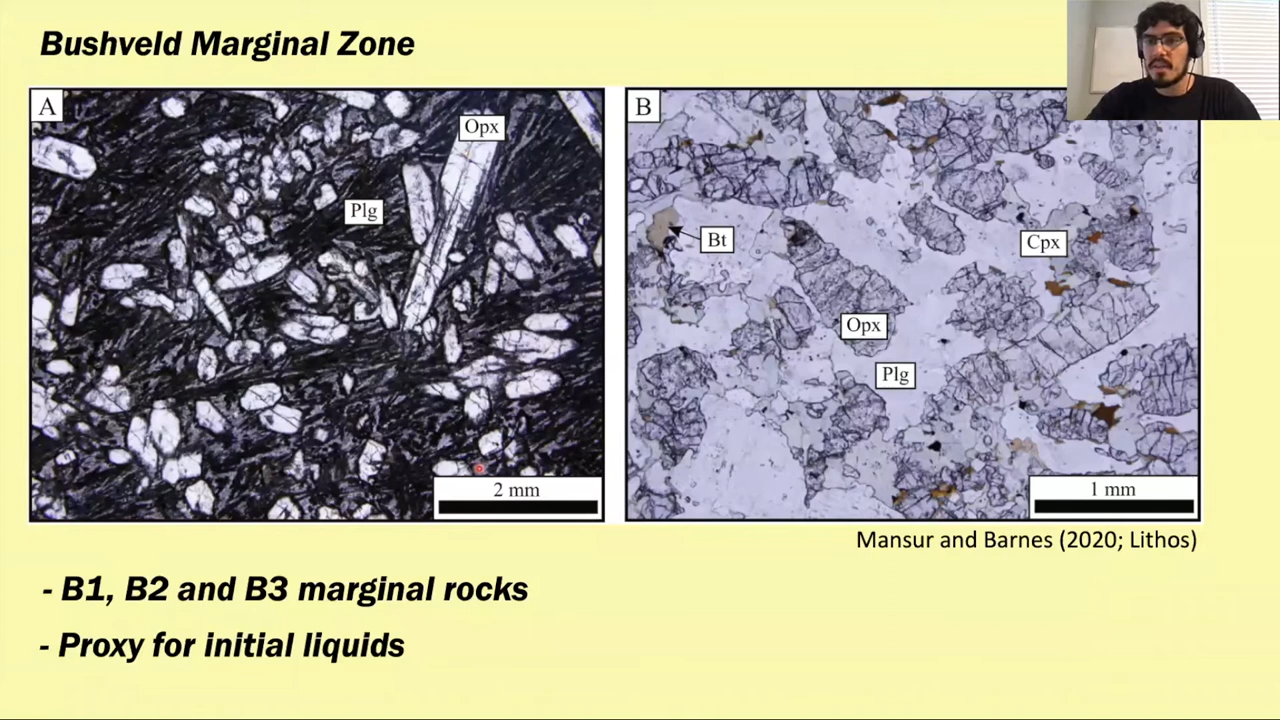 Bushveld Marginal Zone
A
Opx
Plg
2 mm
B
Bt
Cpx
Opx
Plg
1 mm
Mansur and Barnes (2020; Lithos)
- B1, B2 and B3 marginal rocks
- Proxy for initial liquids